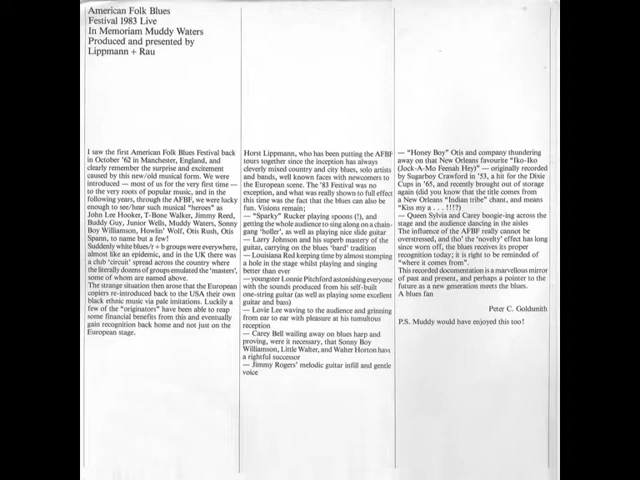 American Folk Blues
Festival 1983 Live
In Memoriam Muddy Waters
Produced and presented by
Lippmann + Rau
I saw the first American Folk Blues Festival back
in October '62 in Manchester, England, and
clearly remember the surprise and excitement
caused by this new/old musical form. We were
introduced — most of us for the very first time —
to the very roots of popular music, and in the
following years, through the AFBF, we were lucky
enough to see/hear such musical "heroes" as
John Lee Hooker, T-Bone Walker, Jimmy Reed,
Buddy Guy, Junior Wells, Muddy Waters, Sonny
Boy Williamson, Howlin' Wolf, Otis Rush, Otis
Spann, to name but a few!
Suddenly white blues/r + b groups were everywhere,
almost like an epidemic, and in the UK there was
a club 'circuit' spread across the country where
the literally dozens of groups emulated the 'masters',
some of whom are named above.
The strange situation then arose that the European
copiers re-introduced back to the USA their own
black ethnic music via pale imitations. Luckily a
few of the "originators" have been able to reap
some financial benefits from this and eventually
gain recognition back home and not just on the
European stage.
Horst Lippmann, who has been putting the AFBF
tours together since the inception has always
cleverly mixed country and city blues, solo artists
and bands, well known faces with newcomers to
the European scene. The '83 Festival was no
exception, and what was really shown to full effect
this time was the fact that the blues can also be
fun. Visions remain;
— "Sparky" Rucker playing spoons (!), and
getting the whole audience to sing along on a chain-
gang 'holler', as well as playing nice slide guitar
— Larry Johnson and his superb mastery of the
guitar, carrying on the blues 'bard' tradition
— Louisiana Red keeping time by almost stomping
a hole in the stage whilst playing and singing
better than ever
— youngster Lonnie Pitchford astonishing everyone
with the sounds produced from his self-built
one-string guitar (as well as playing some excellent
guitar and bass)
— Lovie Lee waving to the audience and grinning
from ear to ear with pleasure at his tumultous
reception
— Carey Bell wailing away on blues harp and
proving, were it necessary, that Sonny Boy
Williamson, Little Walter, and Walter Horton have
a rightful successor
— Jimmy Rogers' melodic guitar infill and gentle
voice
— "Honey Boy" Otis and company thundering
away on that New Orleans favourite "Iko-Iko
(Jock-A-Mo Feenah Hey)" — originally recorded
by Sugarboy Crawford in '53, a hit for the Dixie
Cups in '65, and recently brought out of storage
again (did you know that the title comes from
a New Orleans "Indian tribe" chant, and means
"Kiss my a . . . !!!?)
— Queen Sylvia and Carey boogie-ing across the
stage and the audience dancing in the aisles
The influence of the AFBF really cannot be
overstressed, and tho' the 'novelty' effect has long
since worn off, the blues receives its proper
recognition today; it is right to be reminded of
"where it comes from".
This recorded documentation is a marvellous mirror
of past and present, and perhaps a pointer to the
future as a new generation meets the blues.
A blues fan
Peter C. Goldsmith
P.S. Muddy would have enjoyed this too!